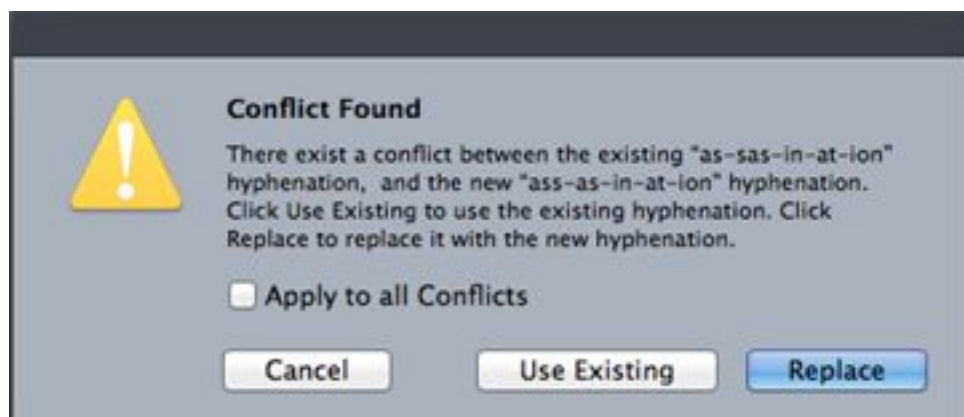 Conflict Found
There exist a conflict between the existing "as-sas-in-at-ion"
hyphenation,  and the new "ass-as-in-at-ion" hyphenation.
Click Use Existing to use the existing hyphenation. Click
Replace to replace it with the new hyphenation.
Apply to all Conflicts
Cancel Use Existing Replace